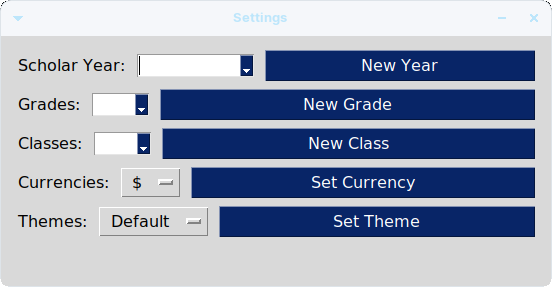 Settings
Scholar Year: New Year
Grades: New Grade
Classes: New Class
Currencies: $ Set Currency
Themes: Default Set Theme